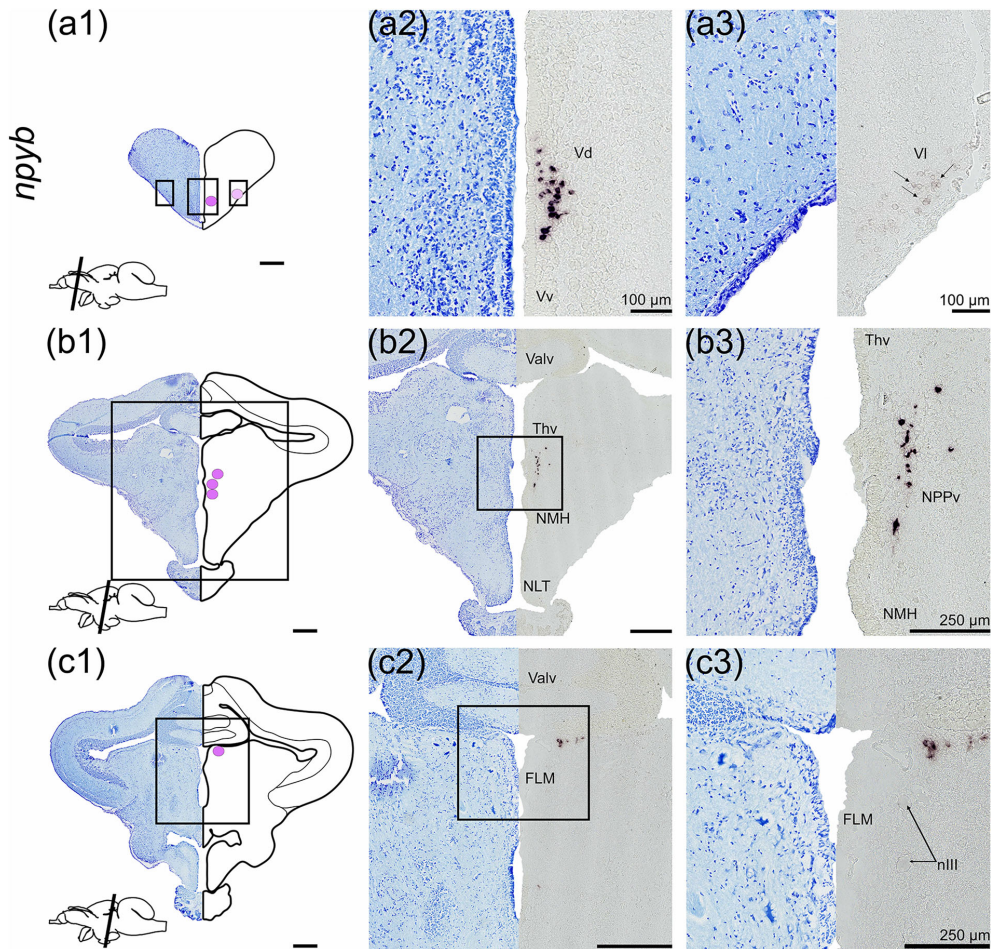 (a1)
(a2)
(a3)
npyb
Vd
Vv
100 µm
Vl
100 µm
(b1)
(b2)
(b3)
Valv
Thv
NMH
NLT
Thv
NPPv
NMH
250 µm
(c1)
(c2)
(c3)
Valv
FLM
FLM
nIII
250 µm